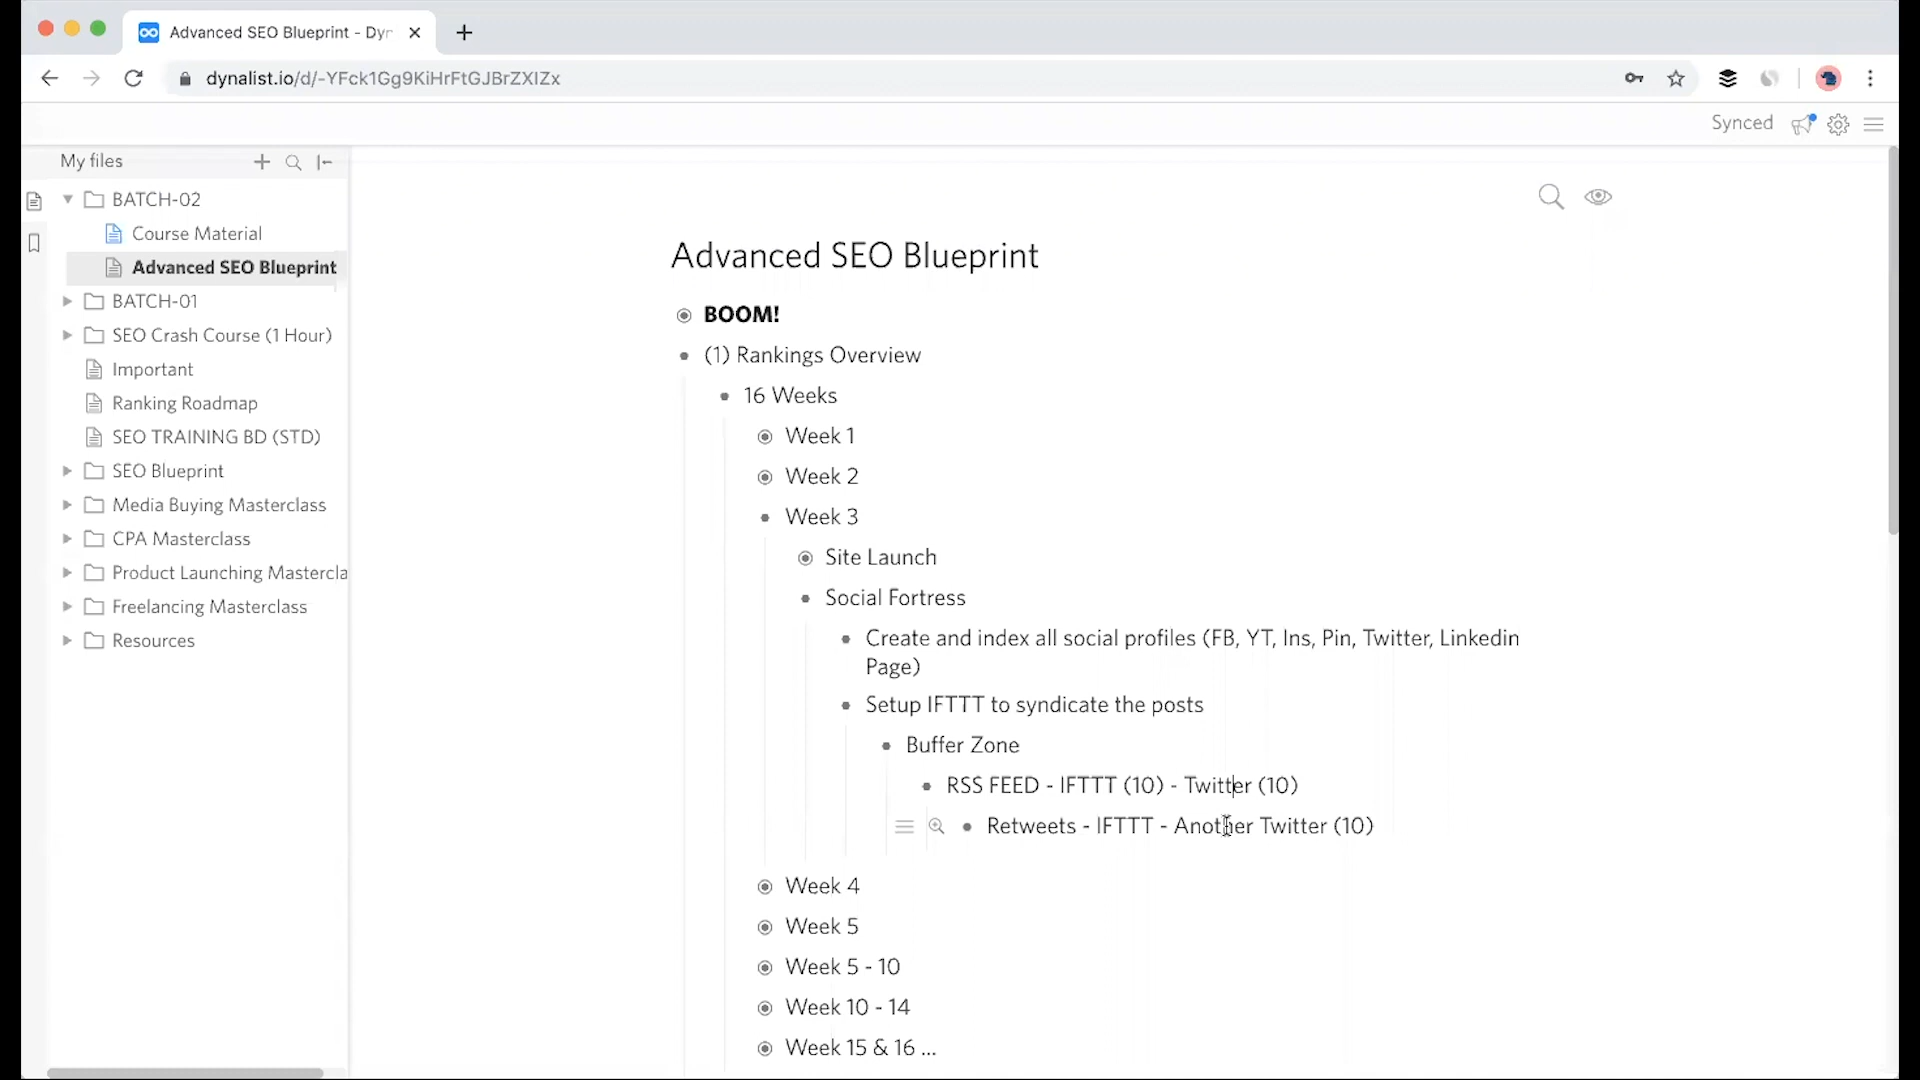 Advanced SEO Blueprint - Dyn
dynalist.io/d/-YFck1Gg9KiHrFtGJBrZXIZx
Synced
My files
BATCH-02
Course Material
Advanced SEO Blueprint
BATCH-01
SEO Crash Course (1 Hour)
Important
Ranking Roadmap
SEO TRAINING BD (STD)
SEO Blueprint
Media Buying Masterclass
CPA Masterclass
Product Launching Mastercla
Freelancing Masterclass
Resources
Advanced SEO Blueprint
BOOM!
(1) Rankings Overview
16 Weeks
Week 1
Week 2
Week 3
Site Launch
Social Fortress
Create and index all social profiles (FB, YT, Ins, Pin, Twitter, Linkedin
Page)
Setup IFTTT to syndicate the posts
Buffer Zone
RSS FEED - IFTTT (10) - Twitter (10)
Retweets - IFTTT - Another Twitter (10)
Week 4
Week 5
Week 5 - 10
Week 10 - 14
Week 15 & 16 ...